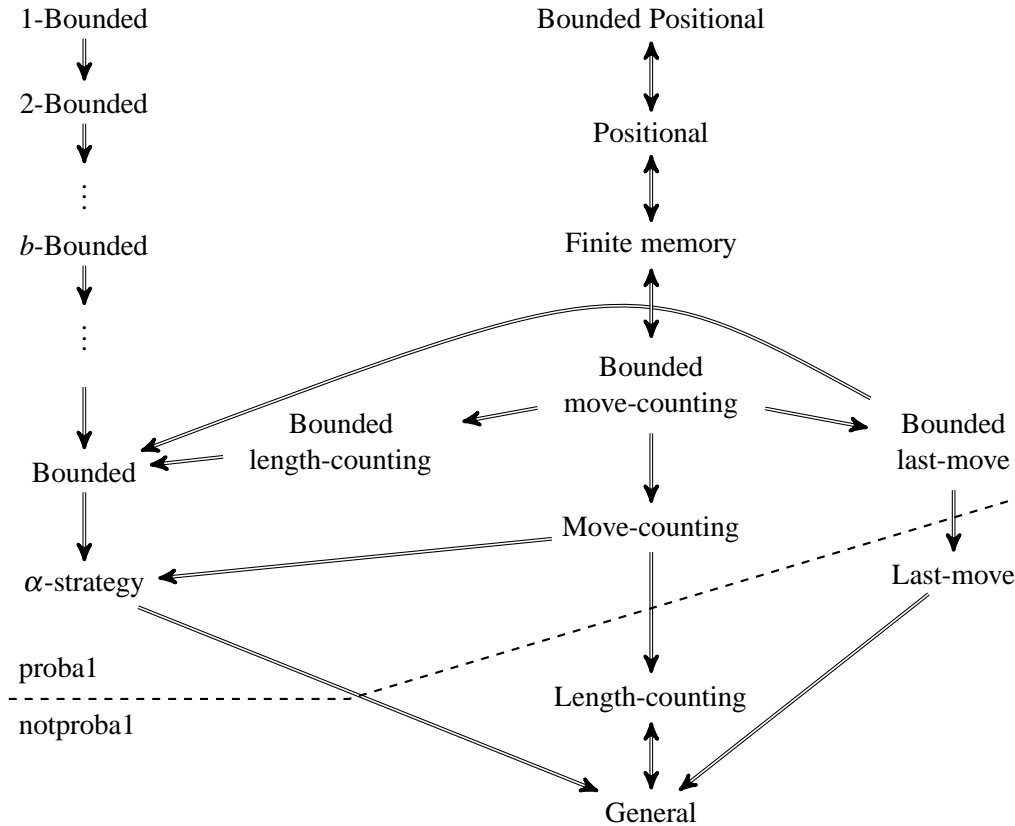 1-Bounded
Bounded Positional
2-Bounded
Positional
⋮
b-Bounded
Finite memory
⋮
Bounded
move-counting
Bounded
length-counting
Bounded
last-move
Bounded
Move-counting
α-strategy
Last-move
proba1
notproba1
Length-counting
General